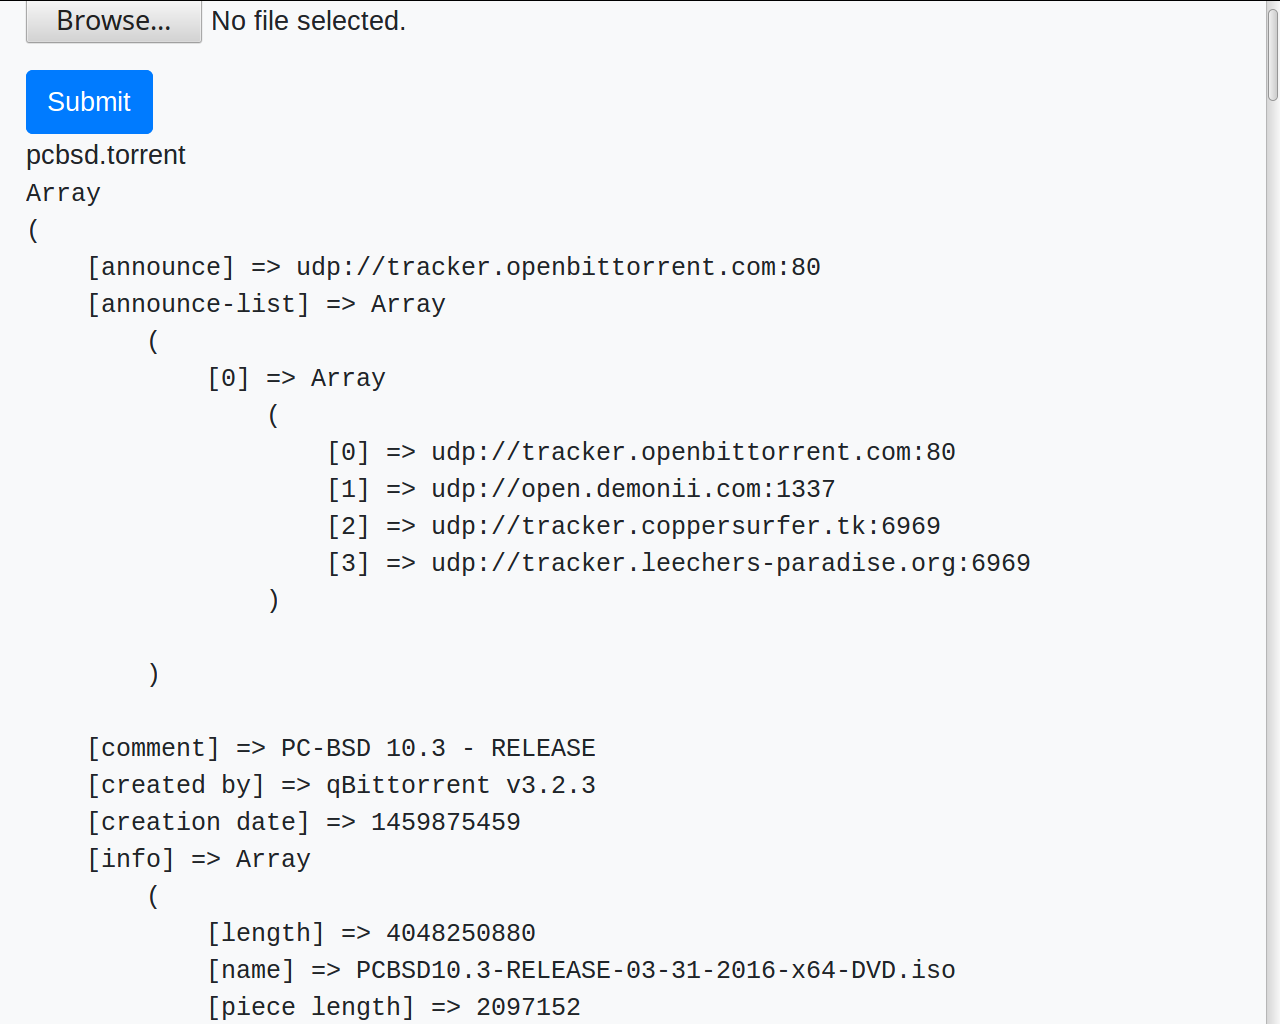 Browse... No file selected.
Submit
pcbsd.torrent
Array
(
    [announce] => udp://tracker.openbittorrent.com:80
    [announce-list] => Array
        (
            [0] => Array
                (
                    [0] => udp://tracker.openbittorrent.com:80
                    [1] => udp://open.demonii.com:1337
                    [2] => udp://tracker.coppersurfer.tk:6969
                    [3] => udp://tracker.leechers-paradise.org:6969
                )

        )

    [comment] => PC-BSD 10.3 - RELEASE
    [created by] => qBittorrent v3.2.3
    [creation date] => 1459875459
    [info] => Array
        (
            [length] => 4048250880
            [name] => PCBSD10.3-RELEASE-03-31-2016-x64-DVD.iso
            [piece length] => 2097152